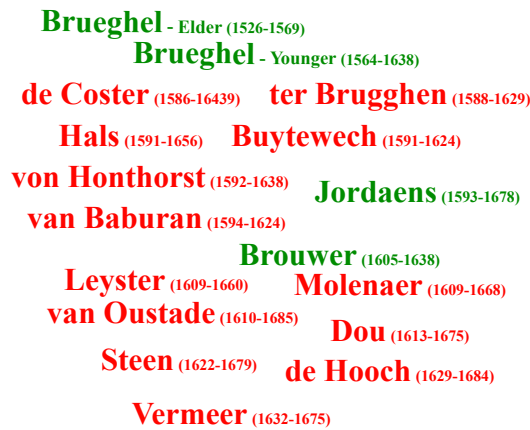 Brueghel - Elder (1526-1569)
Brueghel - Younger (1564-1638)
de Coster (1586-16439) ter Brugghen (1588-1629)
Hals (1591-1656) Buytewech (1591-1624)
von Honthorst (1592-1638)
Jordaens (1593-1678)
van Baburan (1594-1624)
Brouwer (1605-1638)
Leyster (1609-1660) Molenaer (1609-1668)
van Oustade (1610-1685)
Dou (1613-1675)
Steen (1622-1679) de Hooch (1629-1684)
Vermeer (1632-1675)